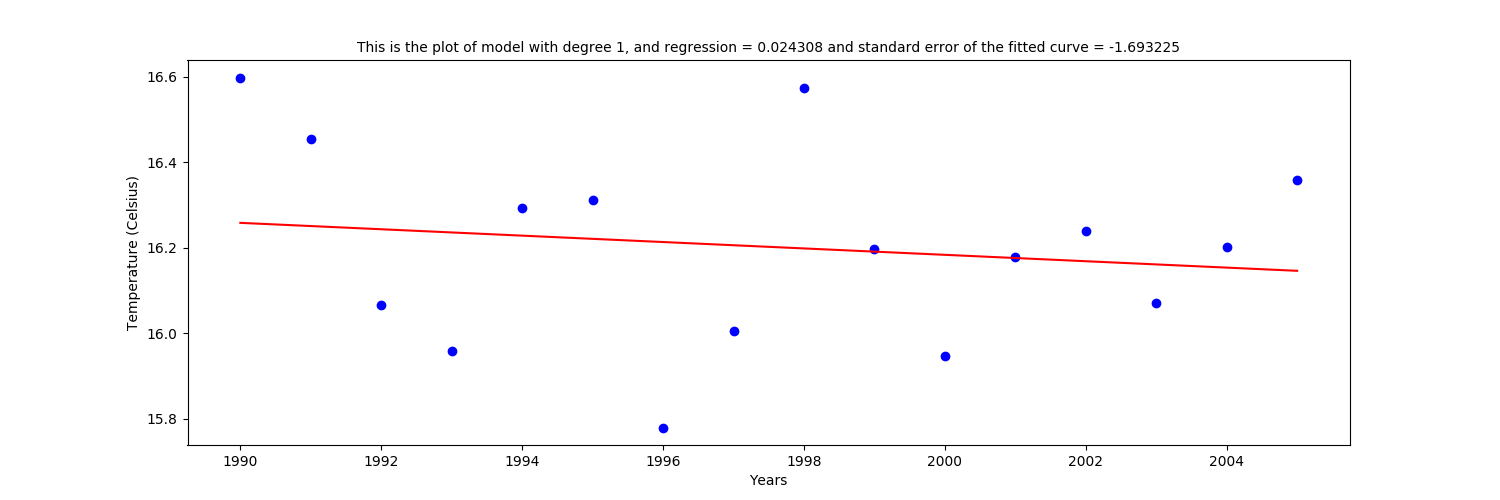 This is the plot of model with degree 1, and regression = 0.024308 and standard error of the fitted curve = -1.693225
16.6
16.4
16.2
16.0
15.8
Temperature (Celsius)
1990 1992 1994 1996 1998 2000 2002 2004
Years